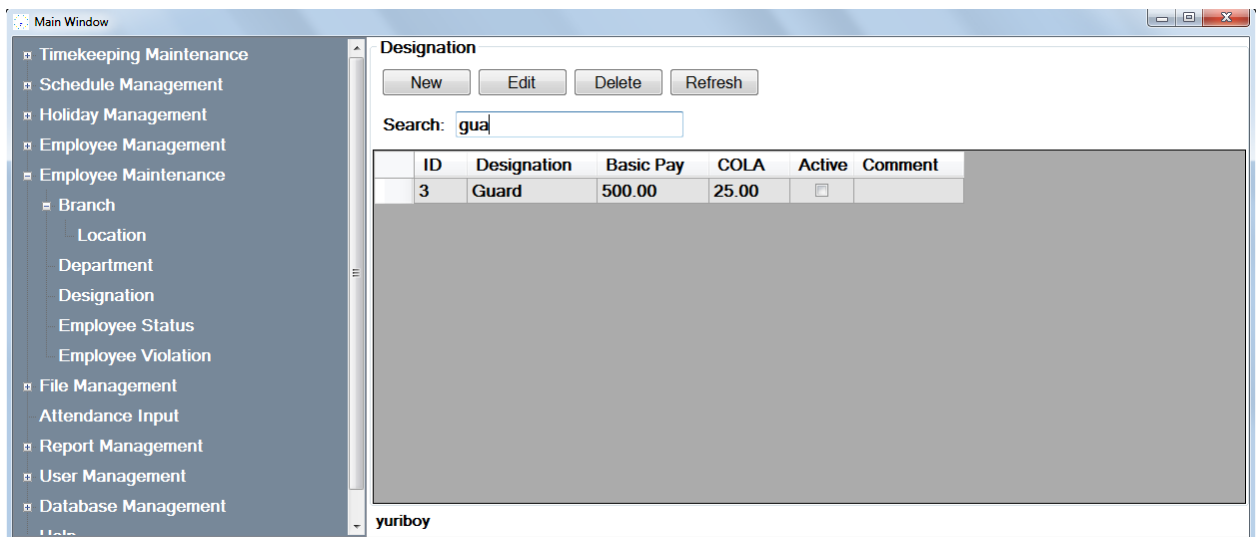 Main Window
Timekeeping Maintenance
Schedule Management
Holiday Management
Employee Management
Employee Maintenance
Branch
Location
Department
Designation
Employee Status
Employee Violation
File Management
Attendance Input
Report Management
User Management
Database Management
Help
Designation
New Edit Delete Refresh
Search: gua
ID Designation Basic Pay COLA Active Comment
3 Guard 500.00 25.00
yuriboy